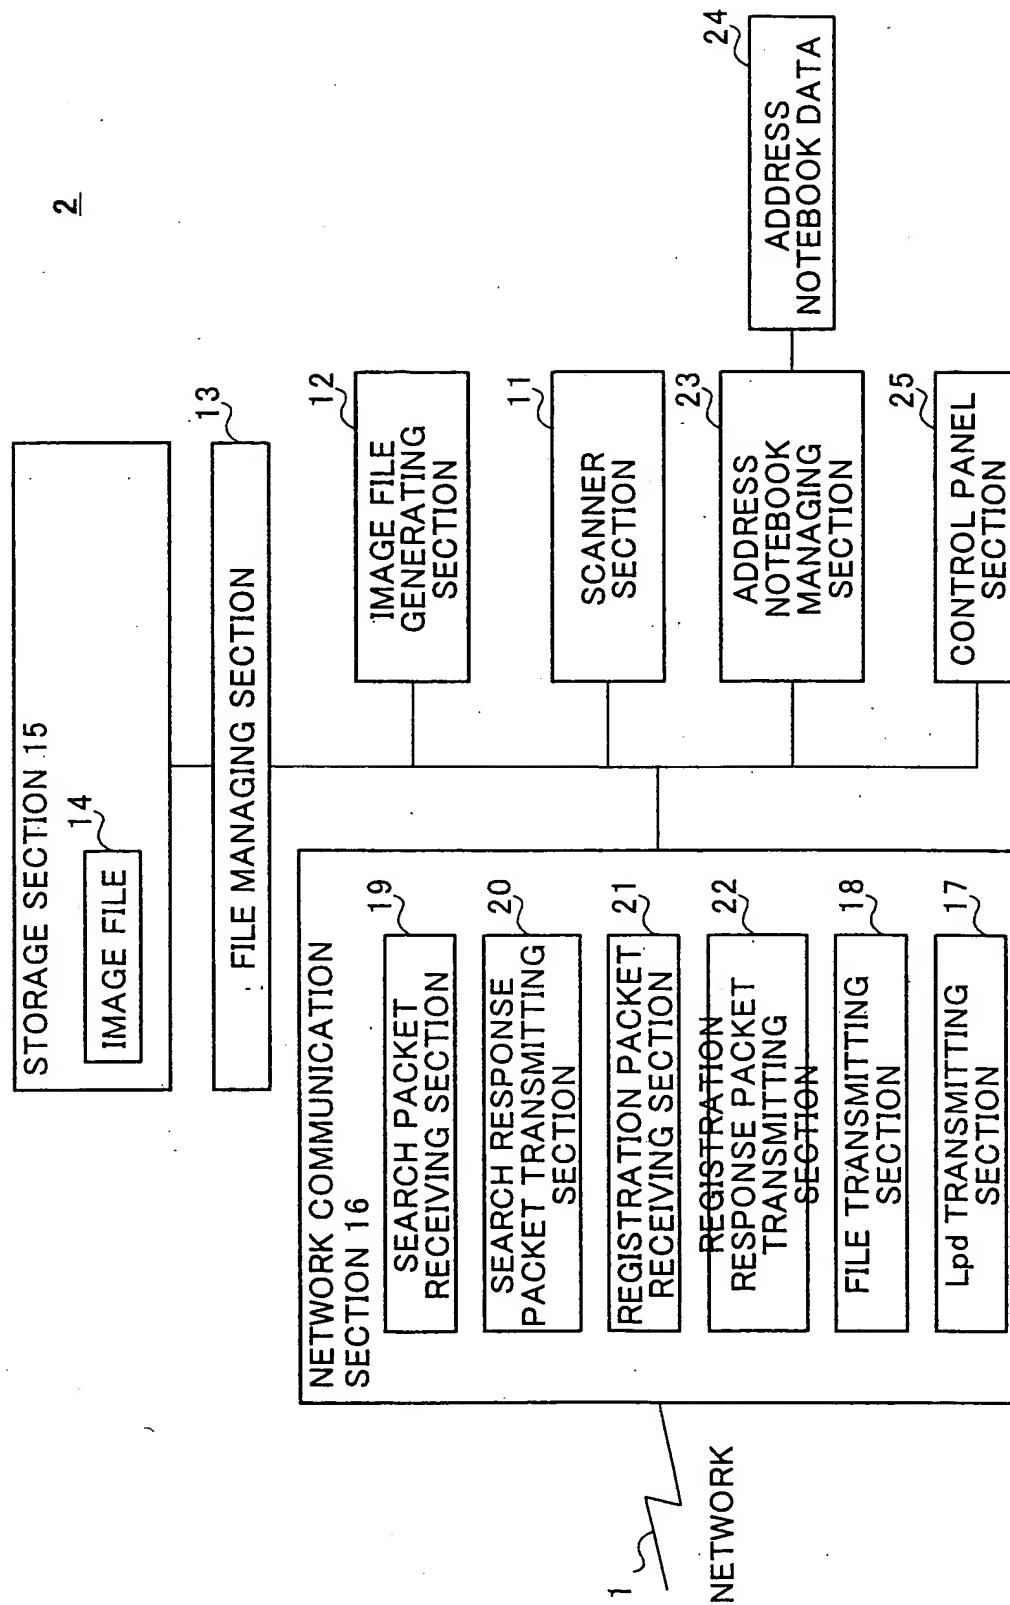 2
STORAGE SECTION 15
14
IMAGE FILE
13
FILE MANAGING SECTION
NETWORK COMMUNICATION
SECTION 16
19
SEARCH PACKET
RECEIVING SECTION
20
SEARCH RESPONSE
PACKET TRANSMITTING
SECTION
21
REGISTRATION PACKET
RECEIVING SECTION
22
REGISTRATION
RESPONSE PACKET
TRANSMITTING
SECTION
18
FILE TRANSMITTING
SECTION
17
Lpd TRANSMITTING
SECTION
12
IMAGE FILE
GENERATING
SECTION
11
SCANNER
SECTION
23
ADDRESS
NOTEBOOK
MANAGING
SECTION
24
ADDRESS
NOTEBOOK DATA
25
CONTROL PANEL
SECTION
1
NETWORK